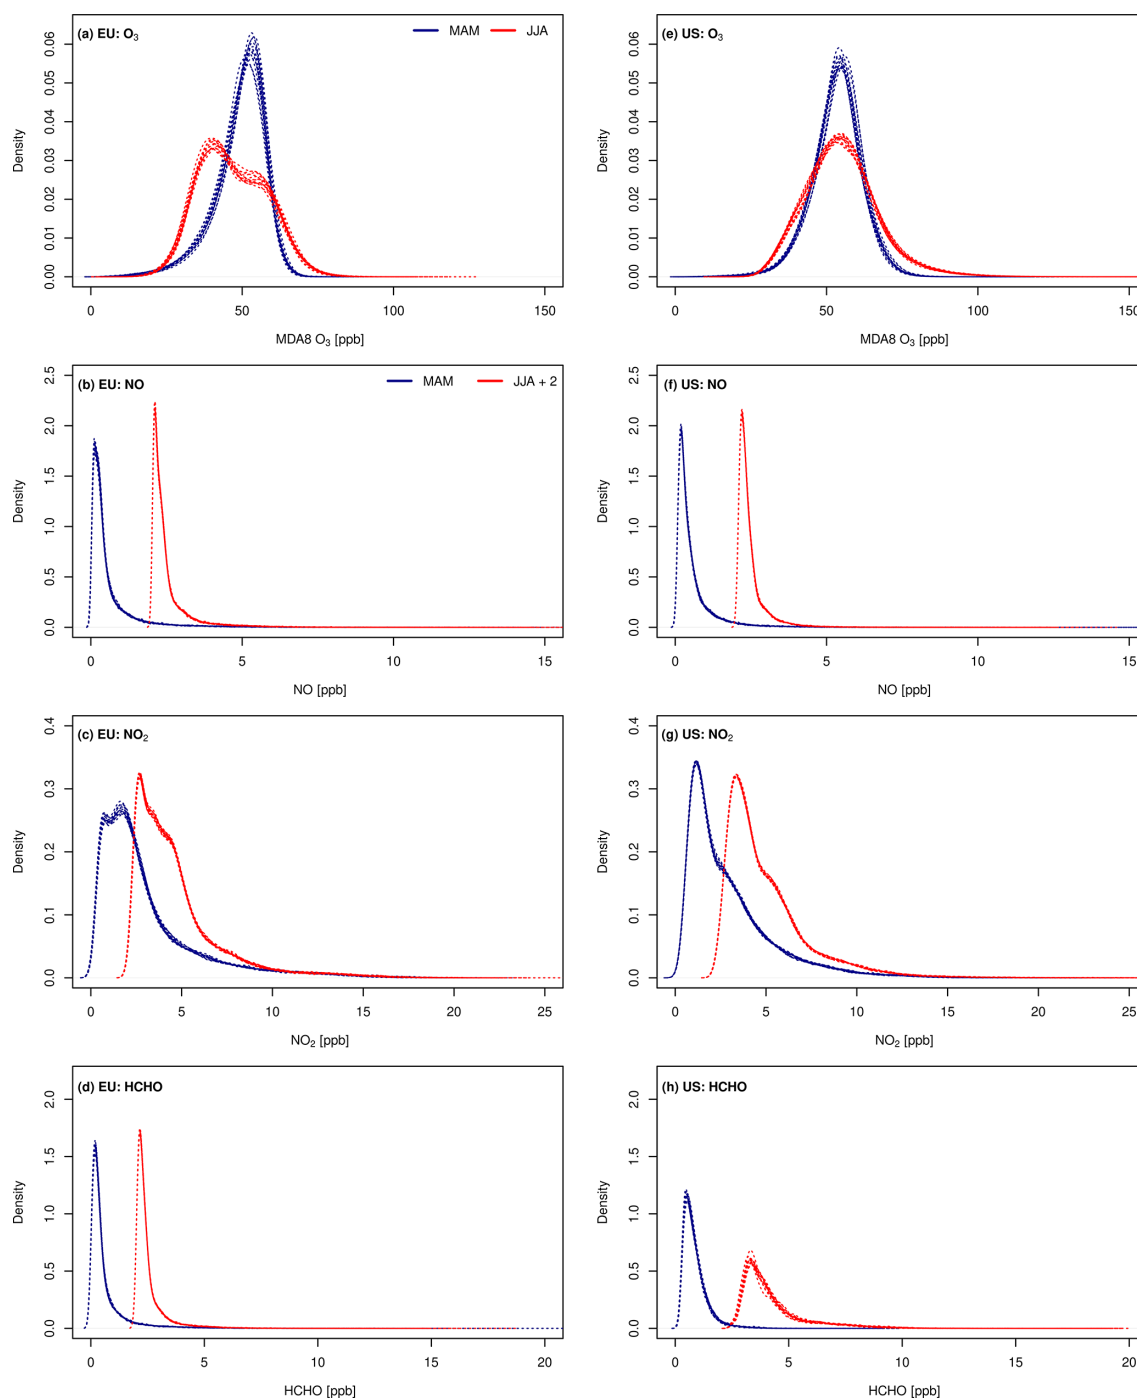 (a) EU: O₃
MAM JJA
Density
0.00 0.01 0.02 0.03 0.04 0.05 0.06
0 50 100 150
MDA8 O₃ [ppb]
(e) US: O₃
Density
0.00 0.01 0.02 0.03 0.04 0.05 0.06
0 50 100 150
MDA8 O₃ [ppb]
(b) EU: NO
MAM JJA + 2
Density
0.0 0.5 1.0 1.5 2.0 2.5
0 5 10 15
NO [ppb]
(f) US: NO
Density
0.0 0.5 1.0 1.5 2.0 2.5
0 5 10 15
NO [ppb]
(c) EU: NO₂
Density
0.0 0.1 0.2 0.3 0.4
0 5 10 15 20 25
NO₂ [ppb]
(g) US: NO₂
Density
0.0 0.1 0.2 0.3 0.4
0 5 10 15 20 25
NO₂ [ppb]
(d) EU: HCHO
Density
0.0 0.5 1.0 1.5 2.0
0 5 10 15 20
HCHO [ppb]
(h) US: HCHO
Density
0.0 0.5 1.0 1.5 2.0
0 5 10 15 20
HCHO [ppb]